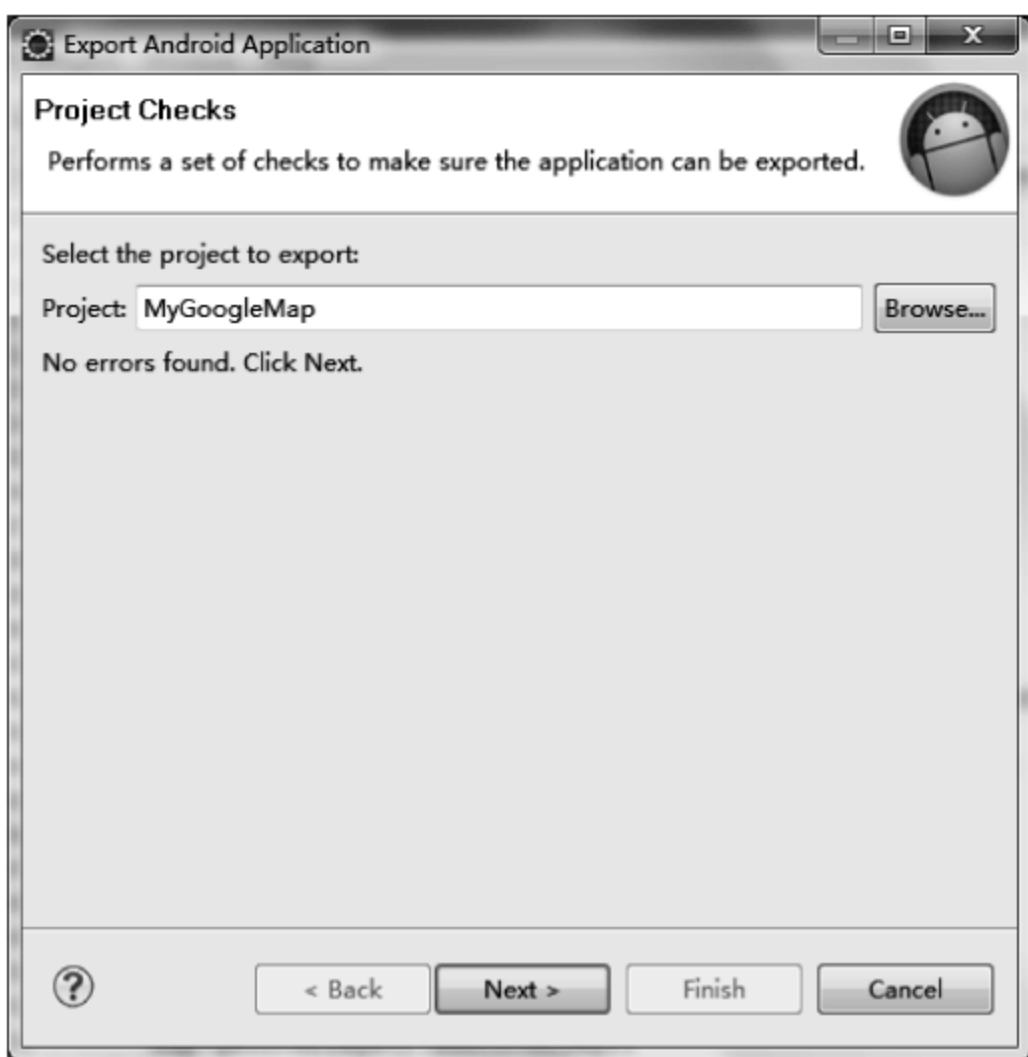 Export Android Application
Project Checks
Performs a set of checks to make sure the application can be exported.
Select the project to export:
Project: MyGoogleMap Browse...
No errors found. Click Next.
? < Back Next > Finish Cancel